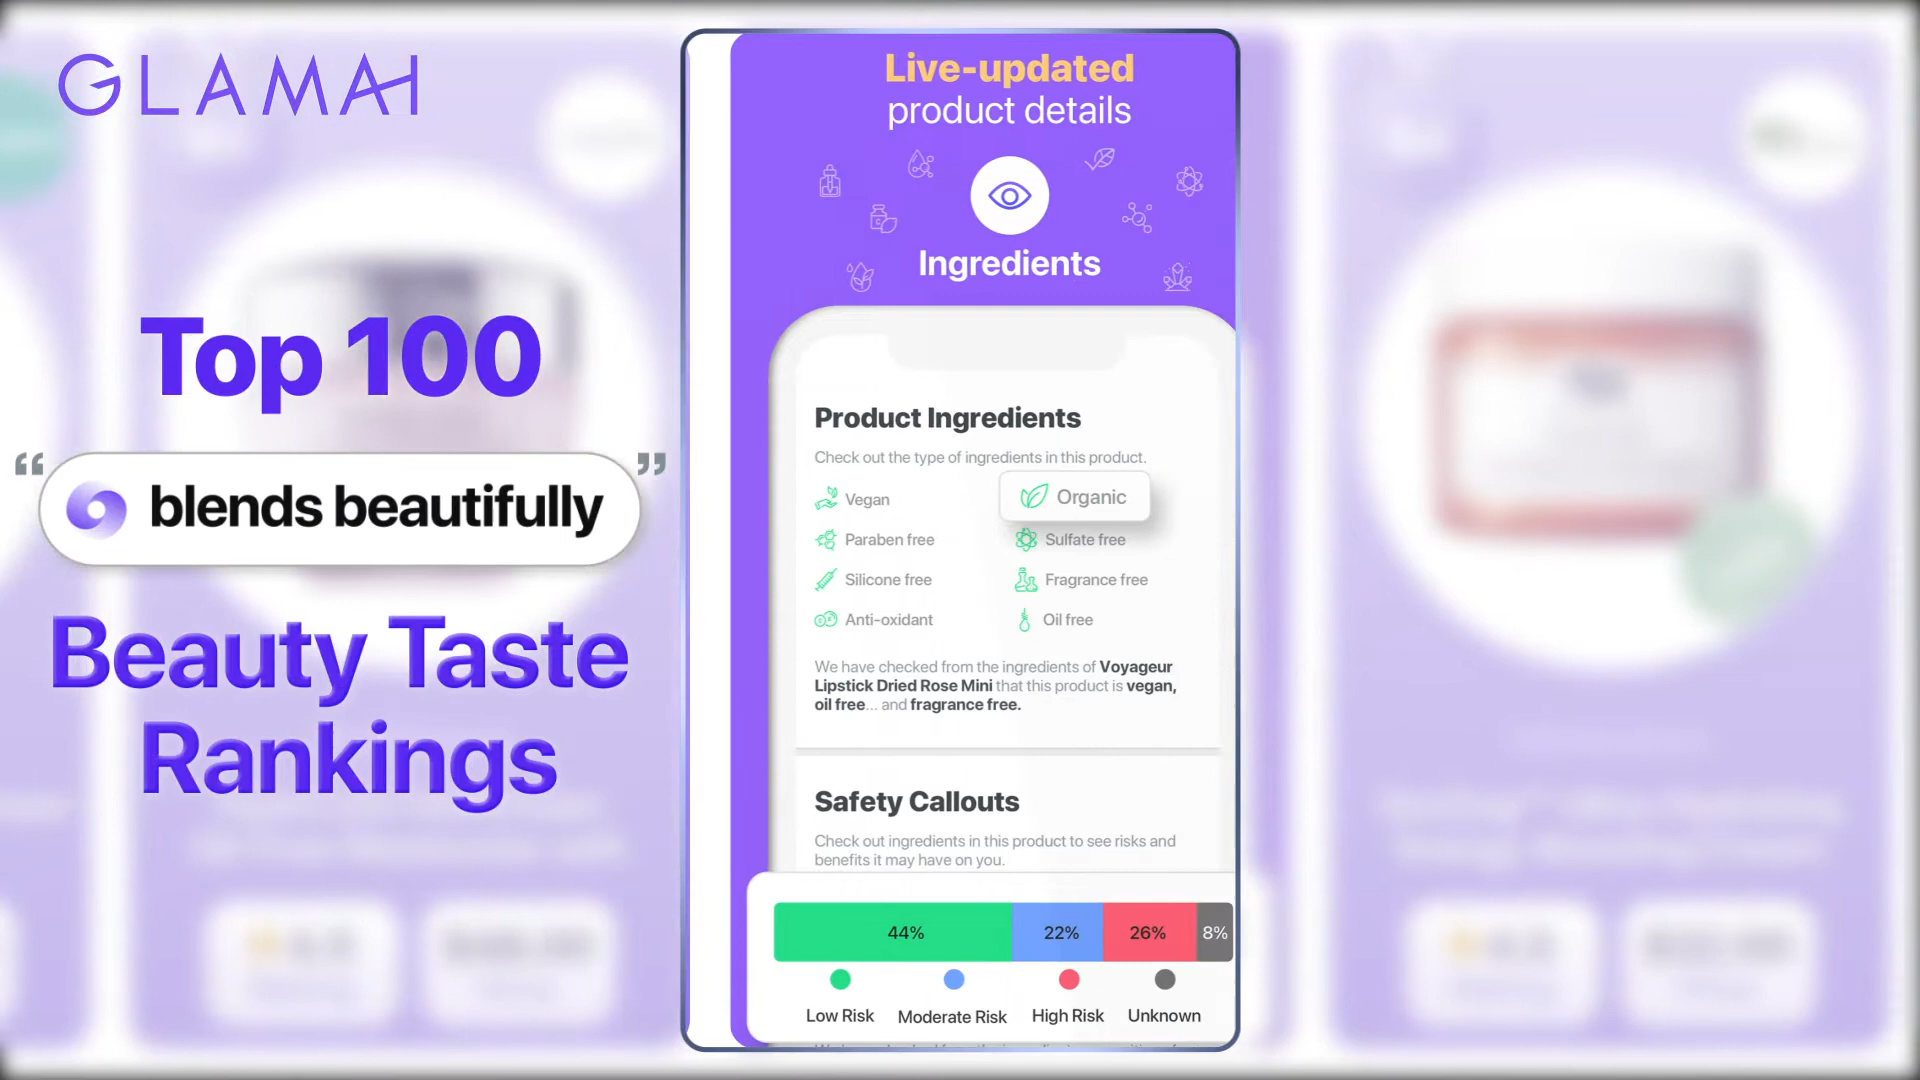 GLAMAI
Top 100
“ blends beautifully ”
Beauty Taste
Rankings
Live-updated
product details
Ingredients
Product Ingredients
Check out the type of ingredients in this product.
Vegan
Organic
Paraben free
Sulfate free
Silicone free
Fragrance free
Anti-oxidant
Oil free
We have checked from the ingredients of Voyageur
Lipstick Dried Rose Mini that this product is vegan,
oil free... and fragrance free.
Safety Callouts
Check out ingredients in this product to see risks and
benefits it may have on you.
44% 22% 26% 8%
Low Risk Moderate Risk High Risk Unknown